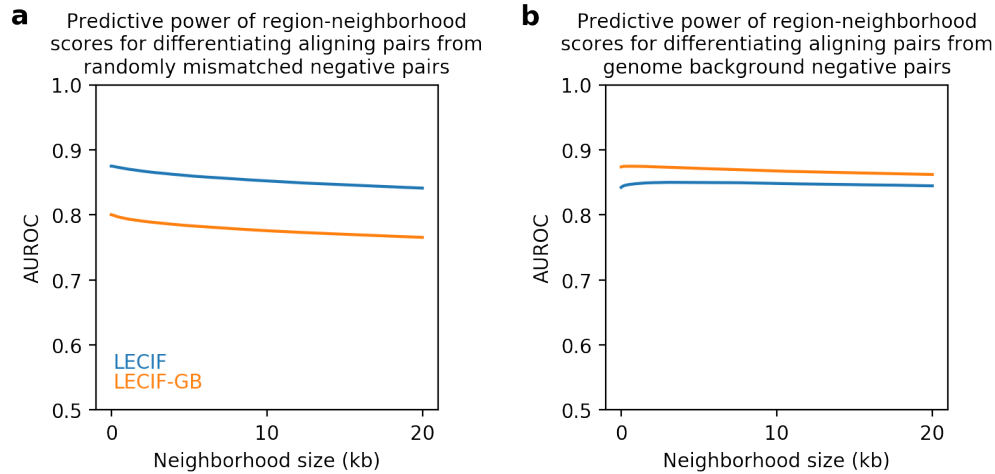 a
Predictive power of region-neighborhood
scores for differentiating aligning pairs from
randomly mismatched negative pairs
1.0
0.9
0.8
0.7
0.6
0.5
AUROC
LECIF
LECIF-GB
0
10
20
Neighborhood size (kb)
b
Predictive power of region-neighborhood
scores for differentiating aligning pairs from
genome background negative pairs
1.0
0.9
0.8
0.7
0.6
0.5
AUROC
0
10
20
Neighborhood size (kb)